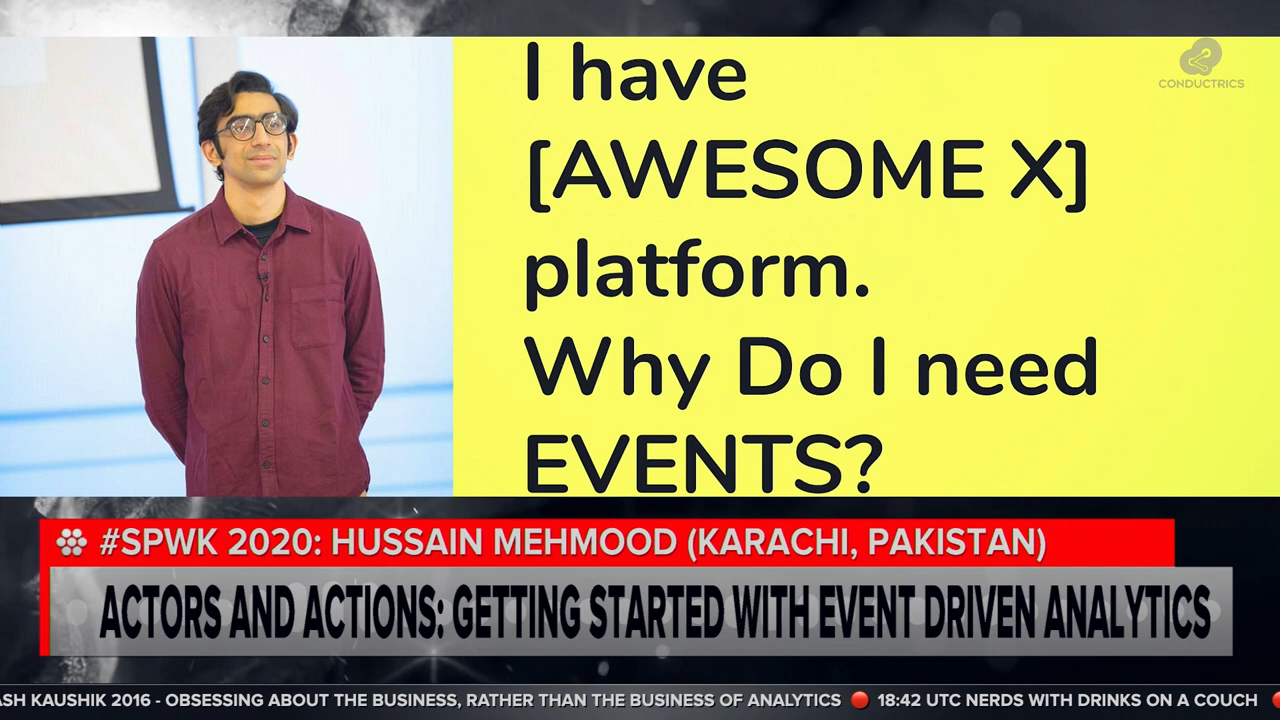 I have
[AWESOME X]
platform.
Why Do I need
EVENTS?
CONDUCTRICS
#SPWK 2020: HUSSAIN MEHMOOD (KARACHI, PAKISTAN)
ACTORS AND ACTIONS: GETTING STARTED WITH EVENT DRIVEN ANALYTICS
ASH KAUSHIK 2016 - OBSESSING ABOUT THE BUSINESS, RATHER THAN THE BUSINESS OF ANALYTICS 18:42 UTC NERDS WITH DRINKS ON A COUCH